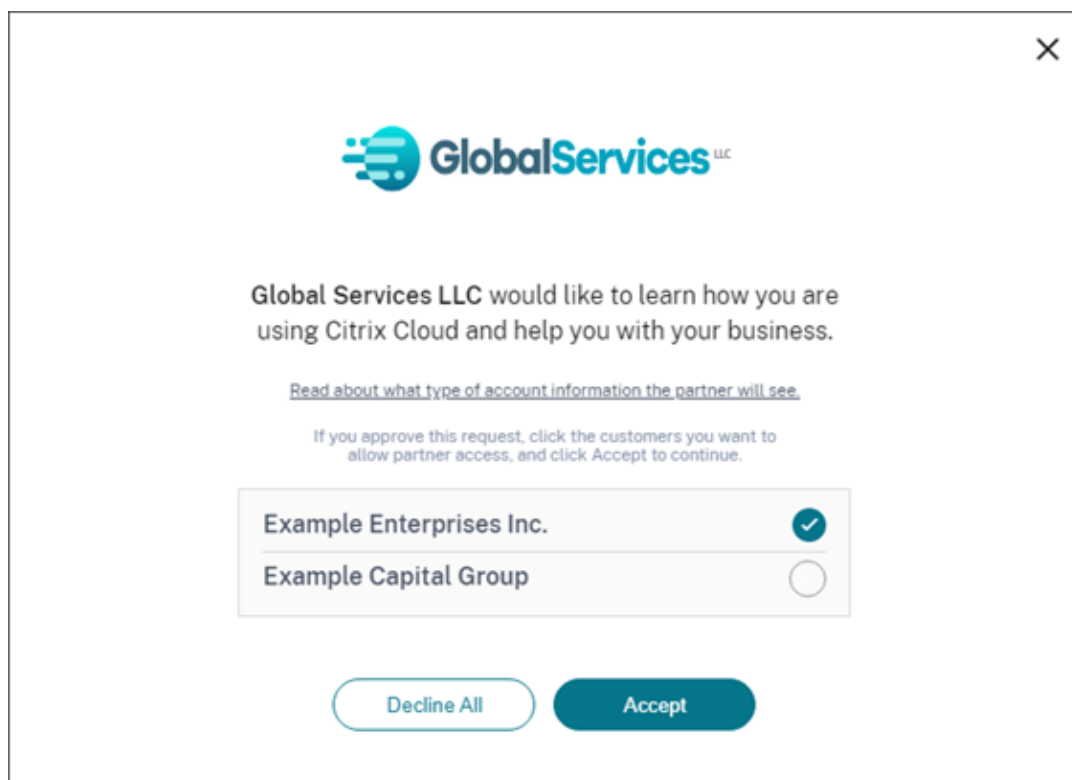 GlobalServices LLC
Global Services LLC would like to learn how you are
using Citrix Cloud and help you with your business.
Read about what type of account information the partner will see.
If you approve this request, click the customers you want to
allow partner access, and click Accept to continue.
Example Enterprises Inc.
Example Capital Group
Decline All
Accept